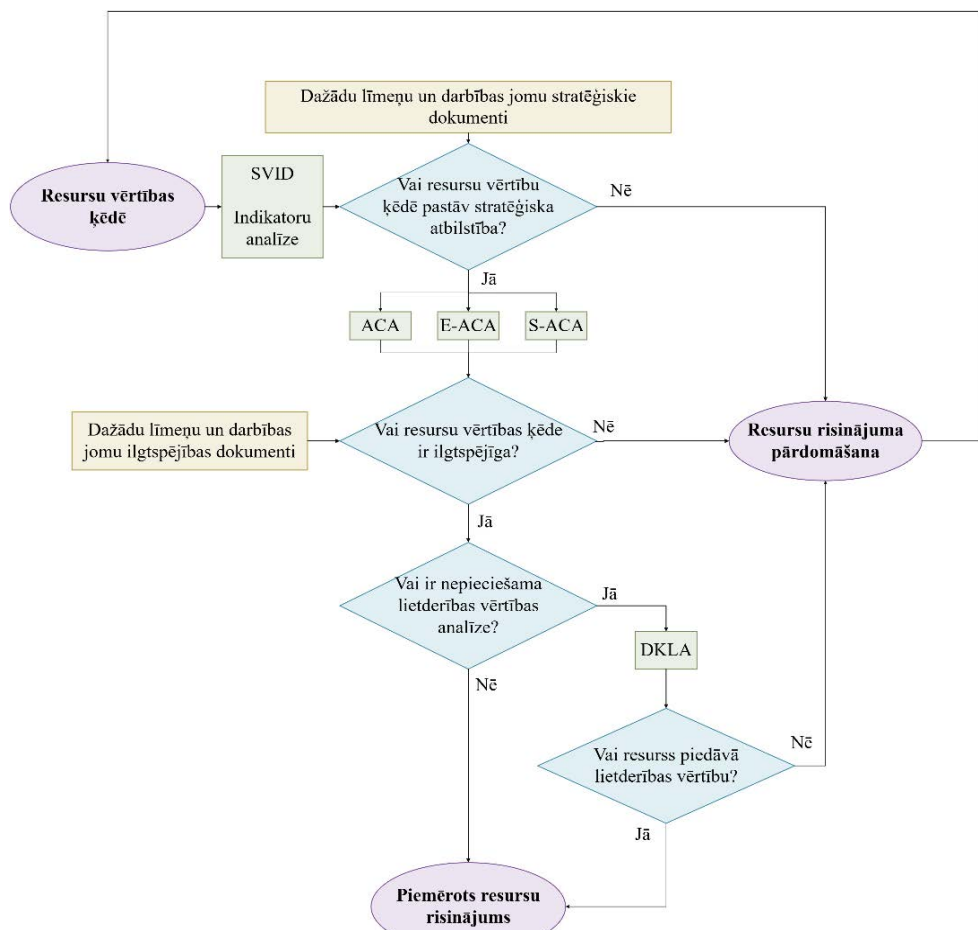 Dažādu līmeņu un darbības jomu stratēģiskie
dokumenti
Resursu vērtības
ķēdē
SVID
Indikatoru
analīze
Vai resursu vērtību
ķēdē pastāv stratēģiska
atbilstība?
Nē
Jā
ACA
E-ACA
S-ACA
Dažādu līmeņu un darbības
jomu ilgtspējības dokumenti
Vai resursu vērtības ķēde
ir ilgtspējīga?
Nē
Resursu risinājuma
pārdomāšana
Jā
Vai ir nepieciešama
lietderības vērtības
analīze?
Jā
DKLA
Nē
Vai resurss piedāvā
lietderības vērtību?
Nē
Jā
Piemērots resursu
risinājums